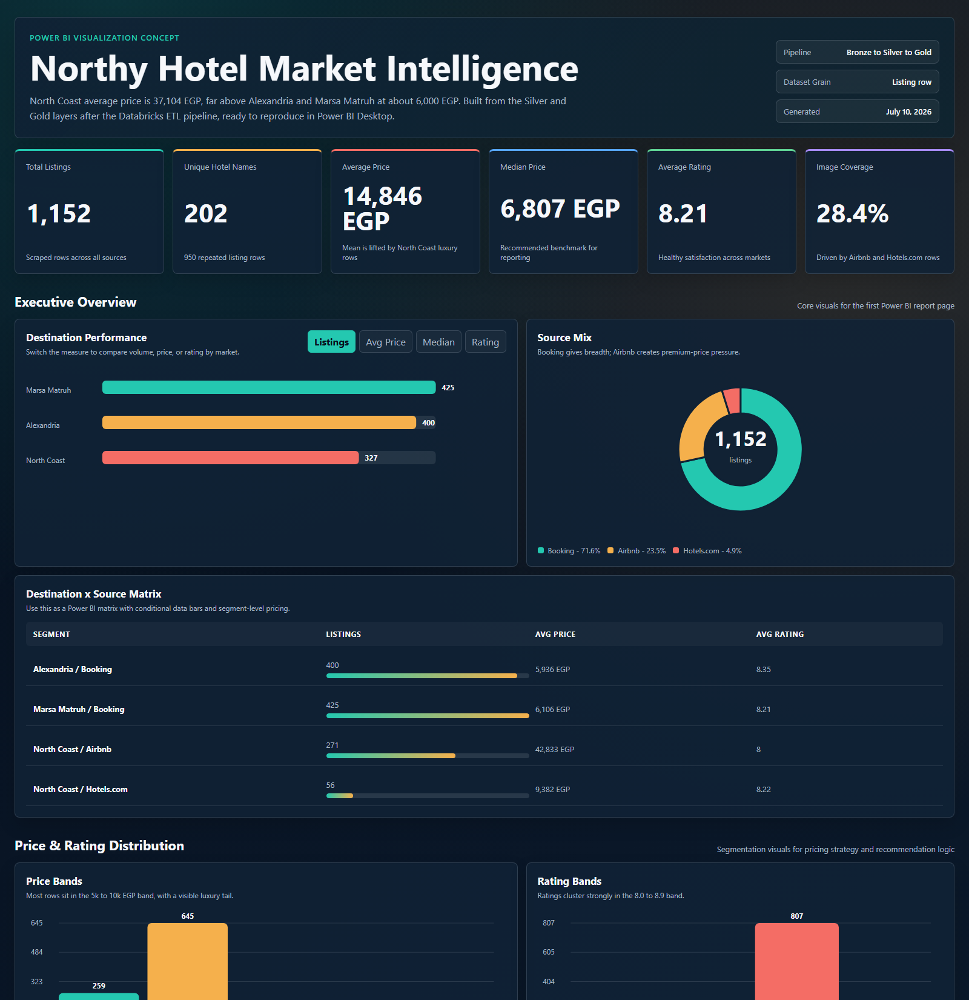 POWER BI VISUALIZATION CONCEPT
Northy Hotel Market Intelligence
North Coast average price is 37,104 EGP, far above Alexandria and Marsa Matruh at about 6,000 EGP. Built from the Silver and
Gold layers after the Databricks ETL pipeline, ready to reproduce in Power BI Desktop.
Pipeline Bronze to Silver to Gold
Dataset Grain Listing row
Generated July 10, 2026
Total Listings
1,152
Scraped rows across all sources
Unique Hotel Names
202
950 repeated listing rows
Average Price
14,846
EGP
Mean is lifted by North Coast luxury
rows
Median Price
6,807 EGP
Recommended benchmark for
reporting
Average Rating
8.21
Healthy satisfaction across markets
Image Coverage
28.4%
Driven by Airbnb and Hotels.com rows
Executive Overview
Core visuals for the first Power BI report page
Destination Performance
Switch the measure to compare volume, price, or rating by market.
Listings Avg Price Median Rating
Marsa Matruh 425
Alexandria 400
North Coast 327
Source Mix
Booking gives breadth; Airbnb creates premium-price pressure.
1,152
listings
Booking - 71.6% Airbnb - 23.5% Hotels.com - 4.9%
Destination x Source Matrix
Use this as a Power BI matrix with conditional data bars and segment-level pricing.
SEGMENT LISTINGS AVG PRICE AVG RATING
Alexandria / Booking 400 5,936 EGP 8.35
Marsa Matruh / Booking 425 6,106 EGP 8.21
North Coast / Airbnb 271 42,833 EGP 8
North Coast / Hotels.com 56 9,382 EGP 8.22
Price & Rating Distribution
Segmentation visuals for pricing strategy and recommendation logic
Price Bands
Most rows sit in the 5k to 10k EGP band, with a visible luxury tail.
645
645
484
323
259
Rating Bands
Ratings cluster strongly in the 8.0 to 8.9 band.
807
807
605
404